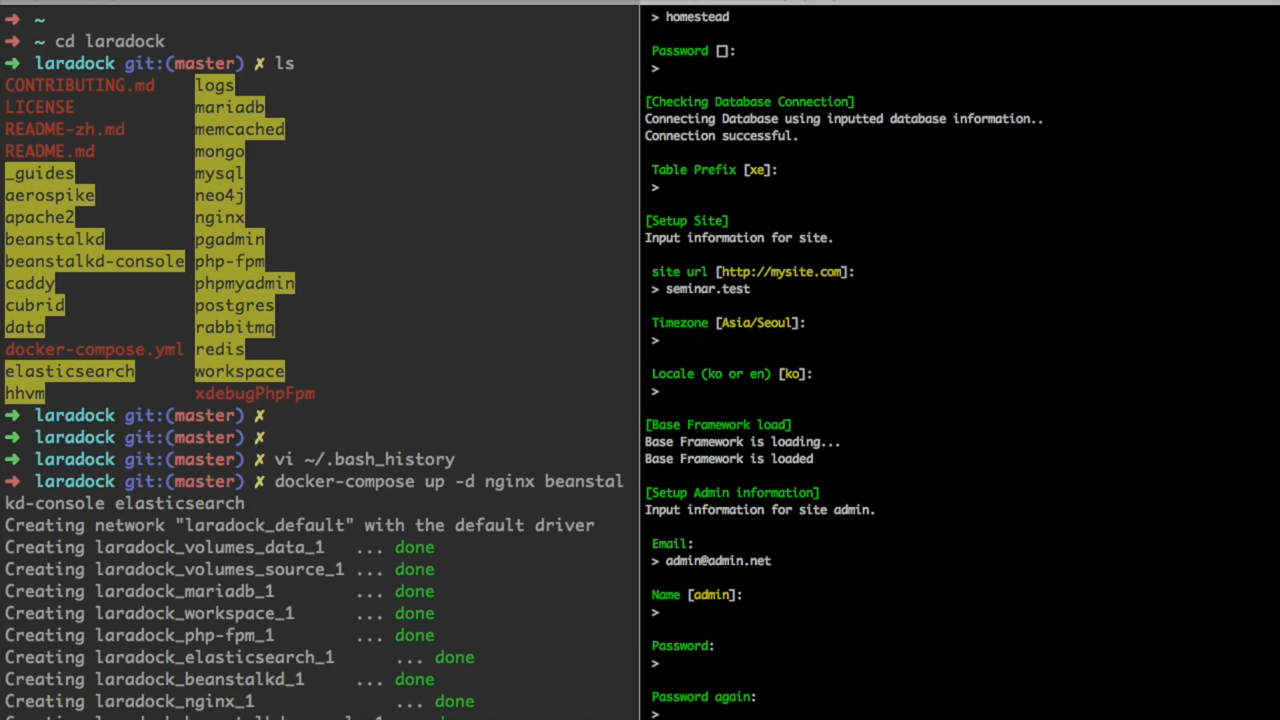 ➜ ~
➜ ~ cd laradock
➜ laradock git:(master) ✗ ls
CONTRIBUTING.md logs
LICENSE mariadb
README-zh.md memcached
README.md mongo
_guides mysql
aerospike neo4j
apache2 nginx
beanstalkd pgadmin
beanstalkd-console php-fpm
caddy phpmyadmin
cubrid postgres
data rabbitmq
docker-compose.yml redis
elasticsearch workspace
hhvm xdebugPhpFpm
➜ laradock git:(master) ✗
➜ laradock git:(master) ✗
➜ laradock git:(master) ✗ vi ~/.bash_history
➜ laradock git:(master) ✗ docker-compose up -d nginx beanstal
kd-console elasticsearch
Creating network "laradock_default" with the default driver
Creating laradock_volumes_data_1 ... done
Creating laradock_volumes_source_1 ... done
Creating laradock_mariadb_1 ... done
Creating laradock_workspace_1 ... done
Creating laradock_php-fpm_1 ... done
Creating laradock_elasticsearch_1 ... done
Creating laradock_beanstalkd_1 ... done
Creating laradock_nginx_1 ... done
> homestead
Password []:
>
[Checking Database Connection]
Connecting Database using inputted database information..
Connection successful.
Table Prefix [xe]:
>
[Setup Site]
Input information for site.
site url [http://mysite.com]:
> seminar.test
Timezone [Asia/Seoul]:
>
Locale (ko or en) [ko]:
>
[Base Framework load]
Base Framework is loading...
Base Framework is loaded
[Setup Admin information]
Input information for site admin.
Email:
> admin@admin.net
Name [admin]:
>
Password:
>
Password again:
>